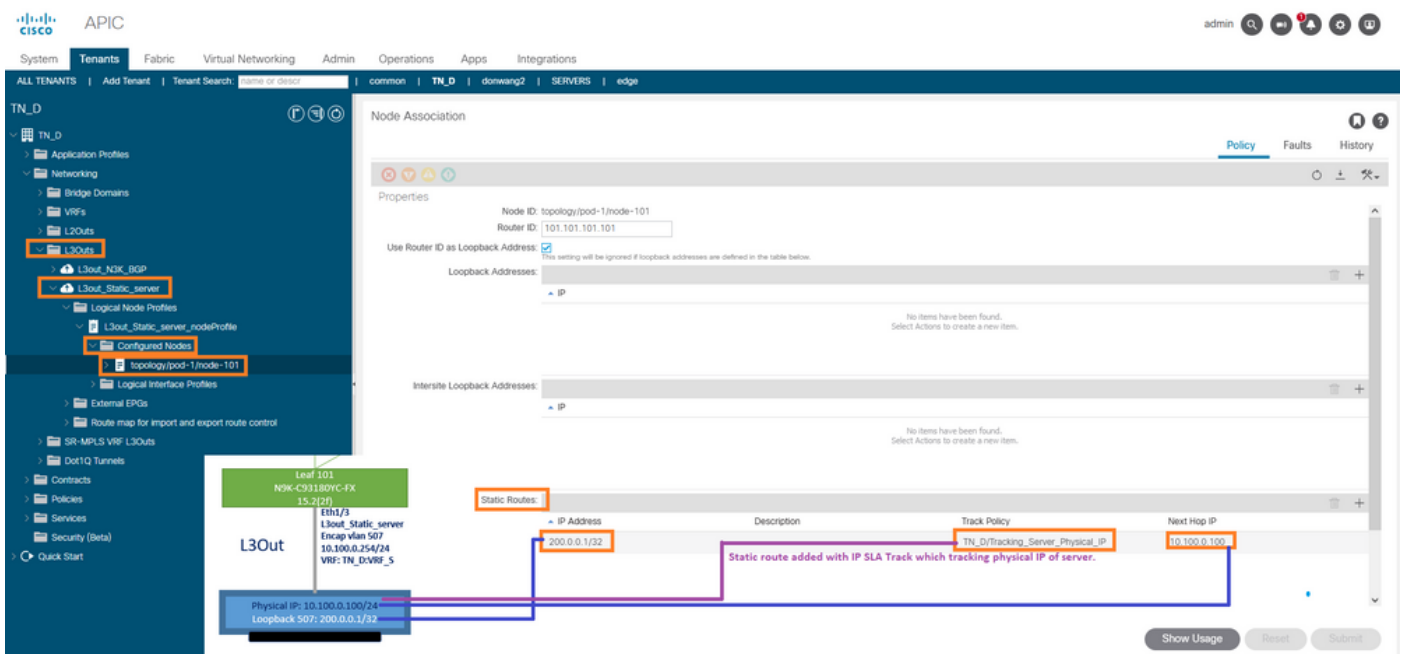 cisco
APIC
admin
System Tenants Fabric Virtual Networking Admin Operations Apps Integrations
ALL TENANTS | Add Tenant | Tenant Search: name or descr | common | TN_D | donwang2 | SERVERS | edge
TN_D
TN_D
Application Profiles
Networking
Bridge Domains
VRFs
L2Outs
L3Outs
L3out_N3K_BGP
L3out_Static_server
Logical Node Profiles
L3out_Static_server_nodeProfile
Configured Nodes
topology/pod-1/node-101
Logical Interface Profiles
External EPGs
Route map for import and export route control
SR-MPLS VRF L3Outs
Dot1Q Tunnels
Contracts
Policies
Services
Security (Beta)
Quick Start
Node Association
Policy Faults History
Properties
Node ID: topology/pod-1/node-101
Router ID: 101.101.101.101
Use Router ID as Loopback Address:
This setting will be ignored if loopback addresses are defined in the table below.
Loopback Addresses:
IP
No items have been found.
Select Actions to create a new item.
Intersite Loopback Addresses:
IP
No items have been found.
Select Actions to create a new item.
Static Routes:
IP Address Description Track Policy Next Hop IP
200.0.0.1/32 TN_D/Tracking_Server_Physical_IP 10.100.0.100
Static route added with IP SLA Track which tracking physical IP of server.
Leaf 101
N9K-C93180YC-FX
15.2(2f)
L3Out
Eth1/3
L3out_Static_server
Encap vlan 507
10.100.0.254/24
VRF: TN_D:VRF_5
Physical IP: 10.100.0.100/24
Loopback 507: 200.0.0.1/32
Show Usage Reset Submit